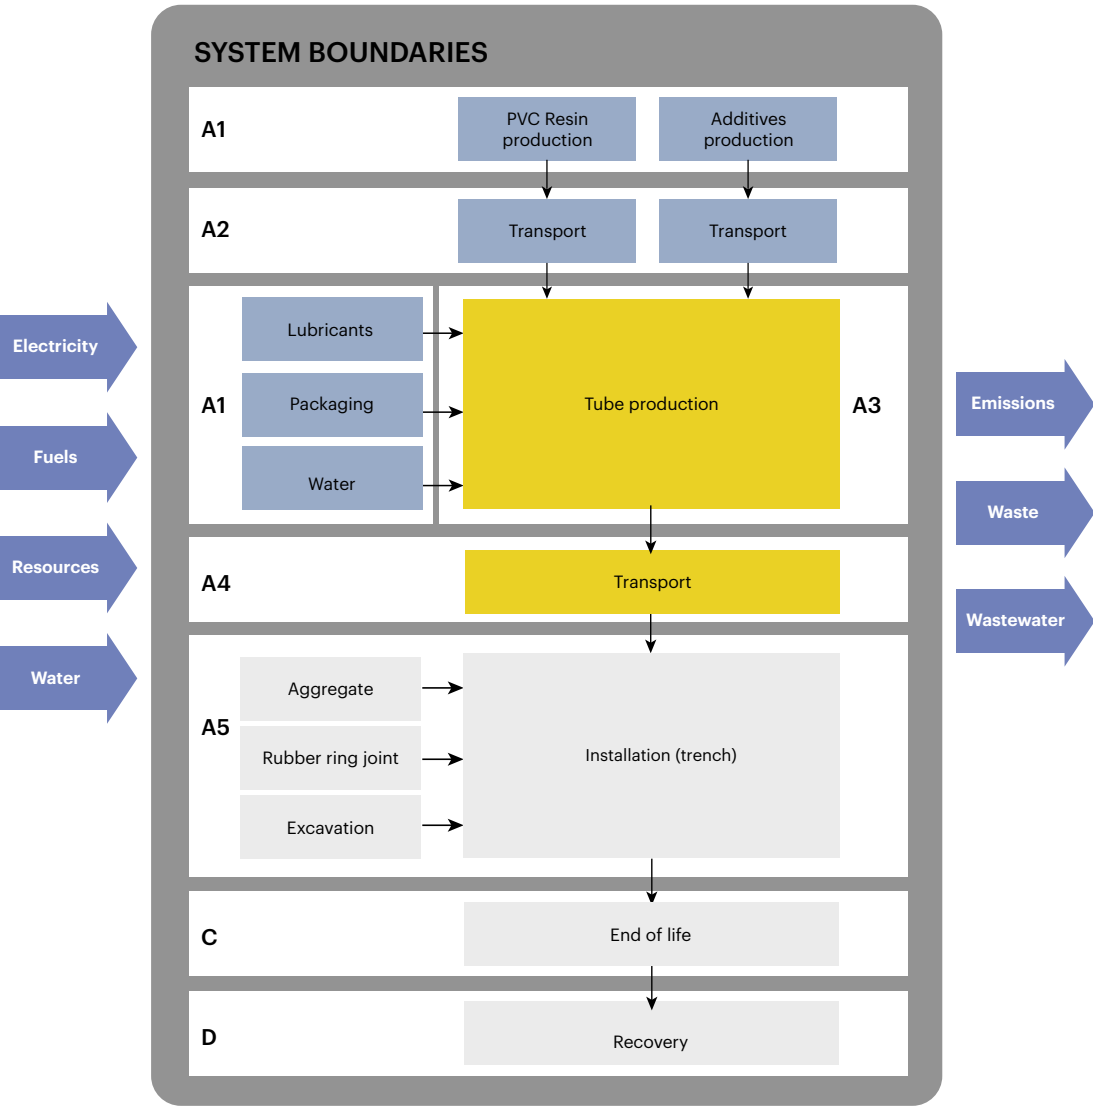 SYSTEM BOUNDARIES
A1
PVC Resin
production
Additives
production
A2
Transport
Transport
A1
Lubricants
Packaging
Water
Tube production
A3
A4
Transport
A5
Aggregate
Rubber ring joint
Excavation
Installation (trench)
C
End of life
D
Recovery
Electricity
Fuels
Resources
Water
Emissions
Waste
Wastewater